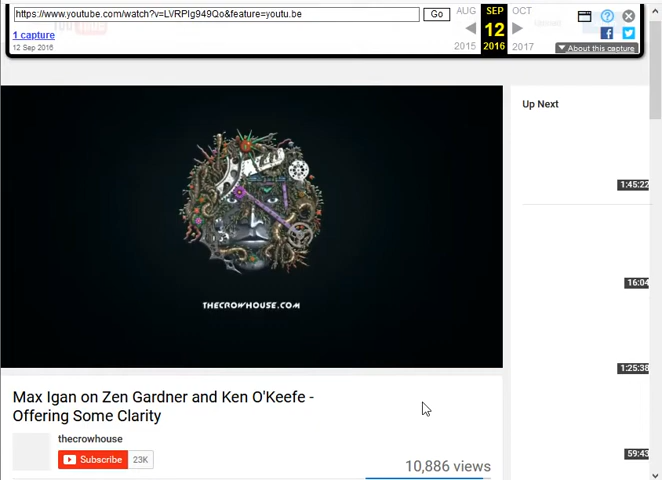 https://www.youtube.com/watch?v=LVRPIg949Qo&feature=youtu.be
Go
AUG SEP OCT
1 capture
12
12 Sep 2016
2015 2016 2017
About this capture
Up Next
1:45:22
16:04
1:25:38
59:43
THECROWHOUSE.COM
Max Igan on Zen Gardner and Ken O'Keefe -
Offering Some Clarity
thecrowhouse
Subscribe 23K
10,886 views